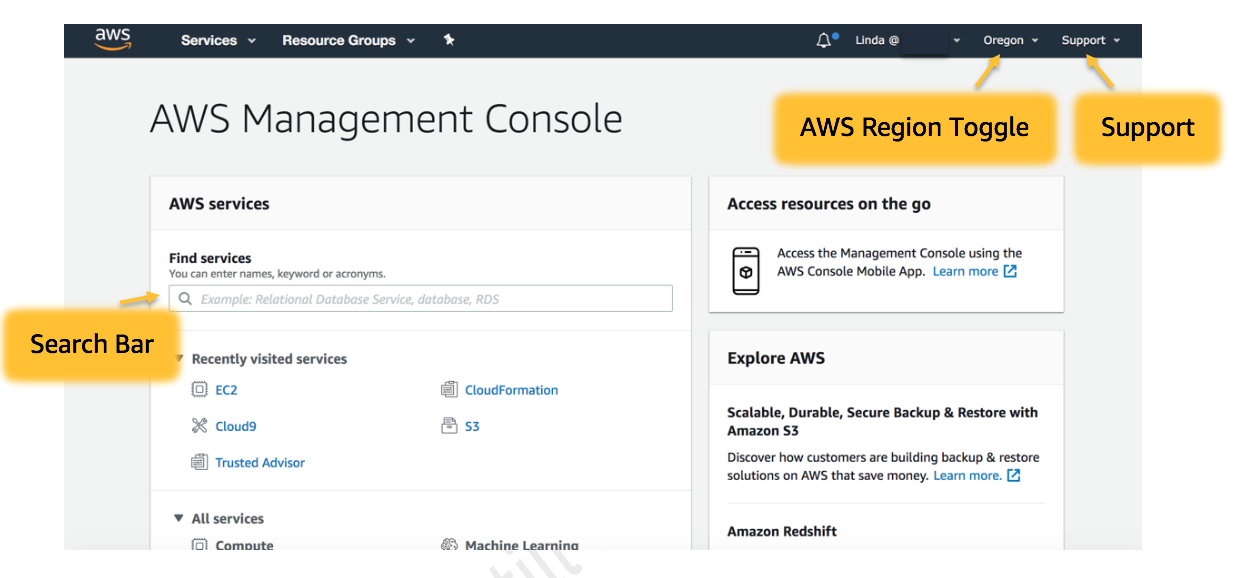 aws Services Resource Groups Linda @ Oregon Support
AWS Region Toggle Support
AWS Management Console
AWS services
Find services
You can enter names, keyword or acronyms.
Example: Relational Database Service, database, RDS
Search Bar
Recently visited services
EC2 CloudFormation
Cloud9 S3
Trusted Advisor
All services
Compute Machine Learning
Access resources on the go
Access the Management Console using the
AWS Console Mobile App. Learn more
Explore AWS
Scalable, Durable, Secure Backup & Restore with
Amazon S3
Discover how customers are building backup & restore
solutions on AWS that save money. Learn more.
Amazon Redshift